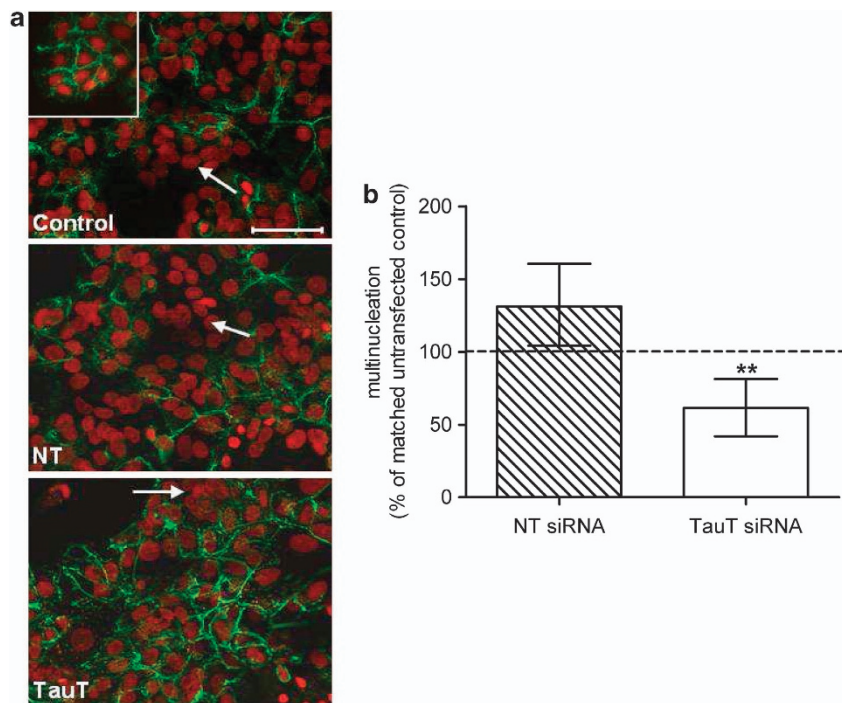 a
Control
NT
TauT
b
multinucleation
(% of matched untransfected control)
200
150
100
50
0
**
NT siRNA
TauT siRNA